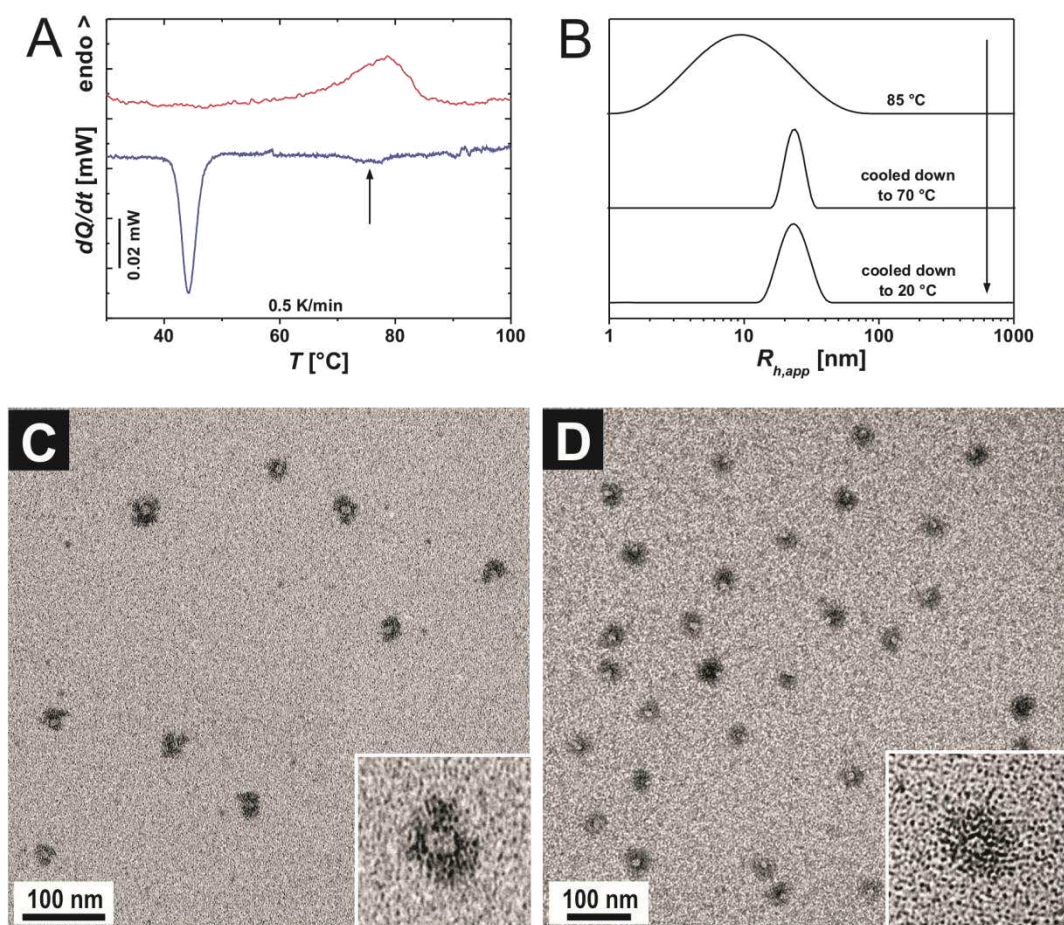 A
endo >
dQ/dt [mW]
0.02 mW
0.5 K/min
40 60 80 100
T [°C]
B
85 °C
cooled down
to 70 °C
cooled down
to 20 °C
1 10 100 1000
R_h,app [nm]
C
100 nm
D
100 nm